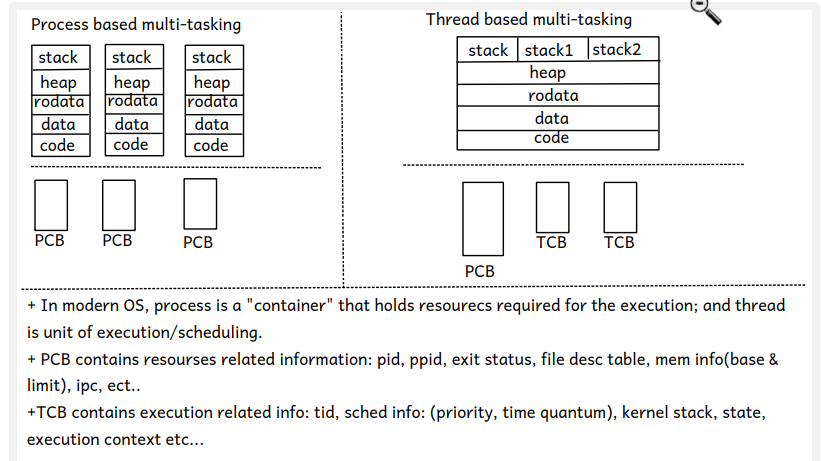 Process based multi-tasking
stack stack stack
heap heap heap
rodata rodata rodata
data data data
code code code
PCB PCB PCB
Thread based multi-tasking
stack stack1 stack2
heap
rodata
data
code
TCB TCB
PCB
+ In modern OS, process is a "container" that holds resourecs required for the execution; and thread
is unit of execution/scheduling.
+ PCB contains resourses related information: pid, ppid, exit status, file desc table, mem info(base &
limit), ipc, ect..
+TCB contains execution related info: tid, sched info: (priority, time quantum), kernel stack, state,
execution context etc...